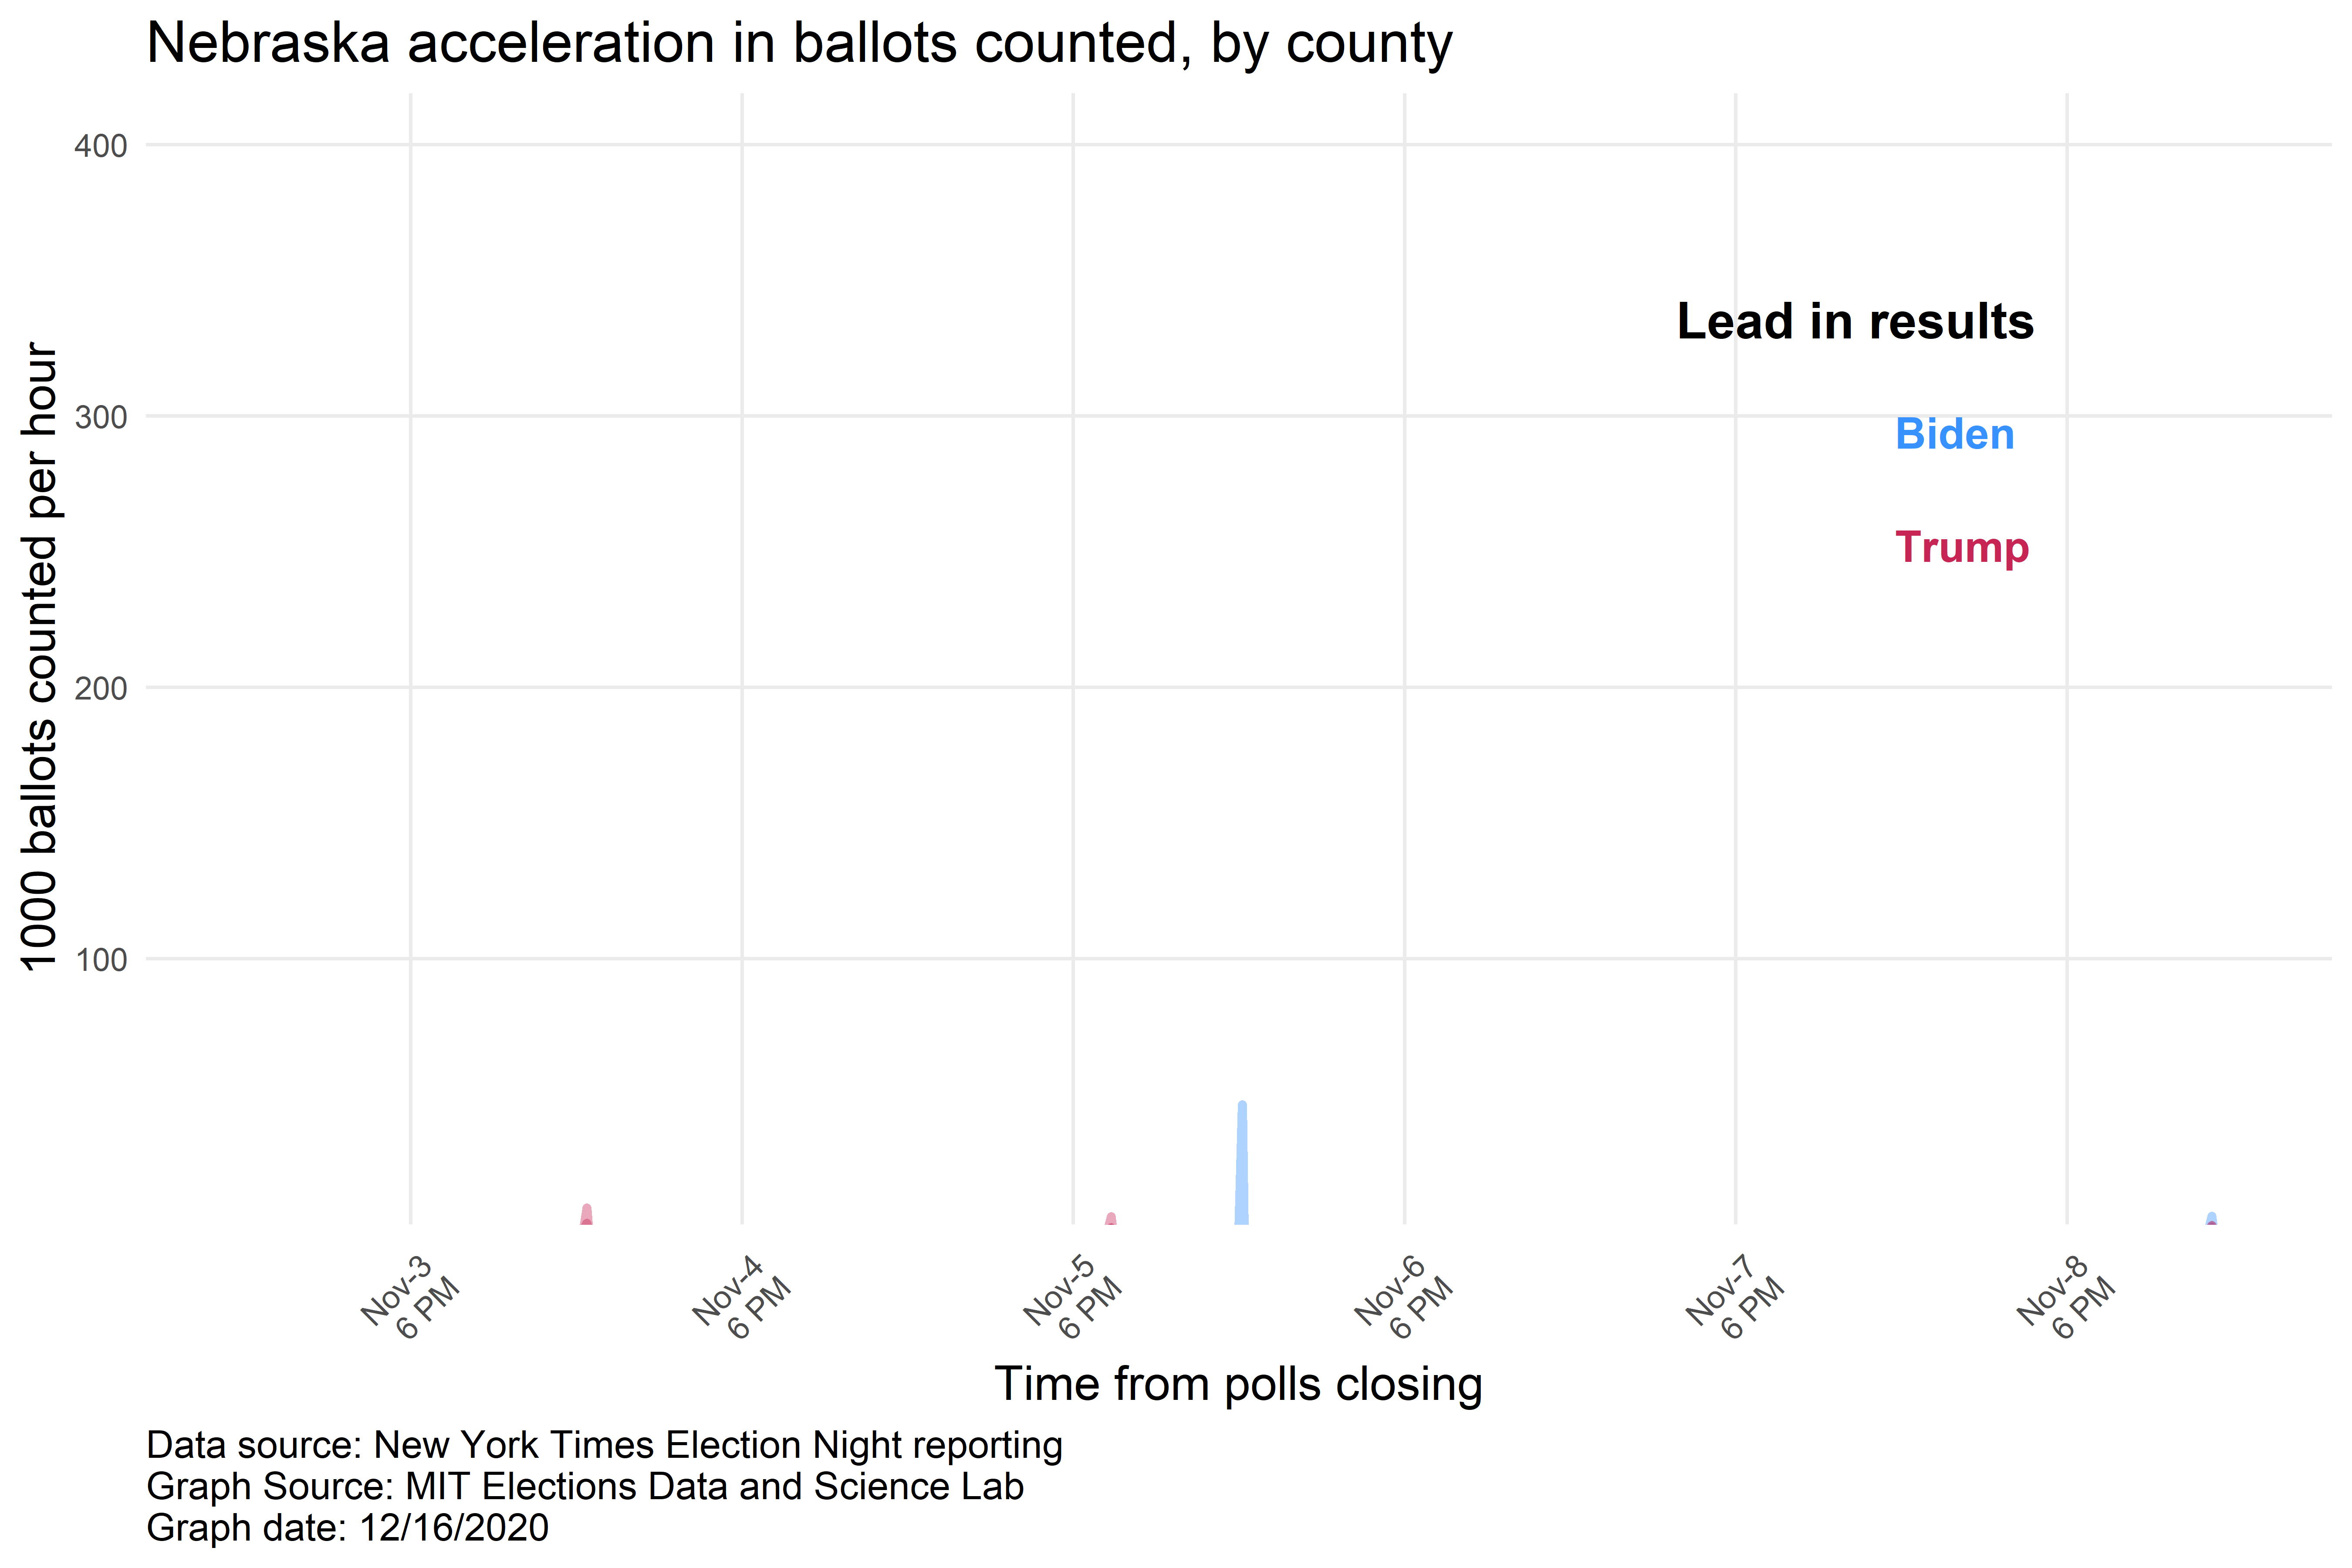 Nebraska acceleration in ballots counted, by county
1000 ballots counted per hour
400
300
200
100
Lead in results
Biden
Trump
Nov-3
6 PM
Nov-4
6 PM
Nov-5
6 PM
Nov-6
6 PM
Nov-7
6 PM
Nov-8
6 PM
Time from polls closing
Data source: New York Times Election Night reporting
Graph Source: MIT Elections Data and Science Lab
Graph date: 12/16/2020